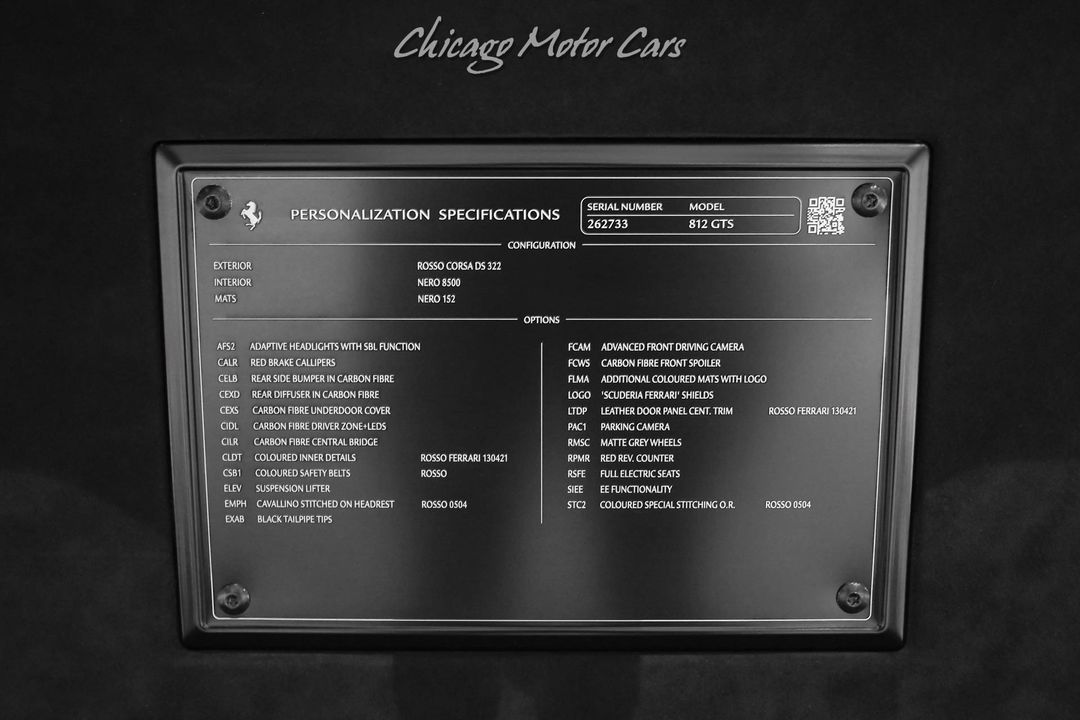 Chicago Motor Cars
PERSONALIZATION SPECIFICATIONS
SERIAL NUMBER MODEL
262733 812 GTS
CONFIGURATION
EXTERIOR ROSSO CORSA DS 322
INTERIOR NERO 8500
MATS NERO 152
OPTIONS
AFS2 ADAPTIVE HEADLIGHTS WITH SBL FUNCTION
CALR RED BRAKE CALLIPERS
CELB REAR SIDE BUMPER IN CARBON FIBRE
CEXD REAR DIFFUSER IN CARBON FIBRE
CEXS CARBON FIBRE UNDERDOOR COVER
CIDL CARBON FIBRE DRIVER ZONE+LEDS
CILR CARBON FIBRE CENTRAL BRIDGE
CLDT COLOURED INNER DETAILS ROSSO FERRARI 130421
CSB1 COLOURED SAFETY BELTS ROSSO
ELEV SUSPENSION LIFTER
EMPH CAVALLINO STITCHED ON HEADREST ROSSO 0504
EXAB BLACK TAILPIPE TIPS
FCAM ADVANCED FRONT DRIVING CAMERA
FCWS CARBON FIBRE FRONT SPOILER
FLMA ADDITIONAL COLOURED MATS WITH LOGO
LOGO 'SCUDERIA FERRARI' SHIELDS
LTDP LEATHER DOOR PANEL CENT. TRIM ROSSO FERRARI 130421
PAC1 PARKING CAMERA
RMSC MATTE GREY WHEELS
RPMR RED REV. COUNTER
RSFE FULL ELECTRIC SEATS
SIEE EE FUNCTIONALITY
STC2 COLOURED SPECIAL STITCHING O.R. ROSSO 0504